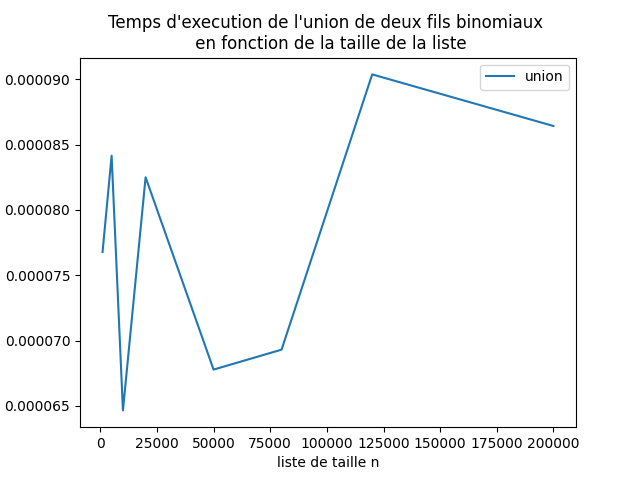 Temps d'execution de l'union de deux fils binomiaux
en fonction de la taille de la liste
union
0.000090
0.000085
0.000080
0.000075
0.000070
0.000065
0 25000 50000 75000 100000 125000 150000 175000 200000
liste de taille n